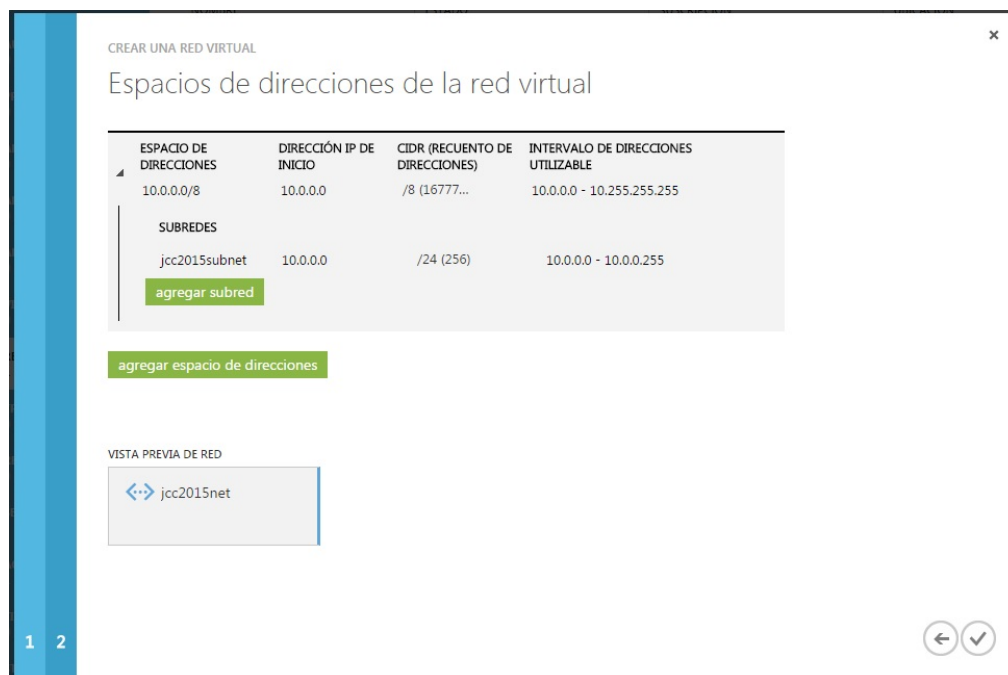 ×
CREAR UNA RED VIRTUAL
Espacios de direcciones de la red virtual
ESPACIO DE DIRECCIONES DIRECCIÓN IP DE INICIO CIDR (RECUENTO DE DIRECCIONES) INTERVALO DE DIRECCIONES UTILIZABLE
10.0.0.0/8 10.0.0.0 /8 (16777... 10.0.0.0 - 10.255.255.255
SUBREDES
jcc2015subnet 10.0.0.0 /24 (256) 10.0.0.0 - 10.0.0.255
agregar subred
agregar espacio de direcciones
VISTA PREVIA DE RED
jcc2015net
1 2